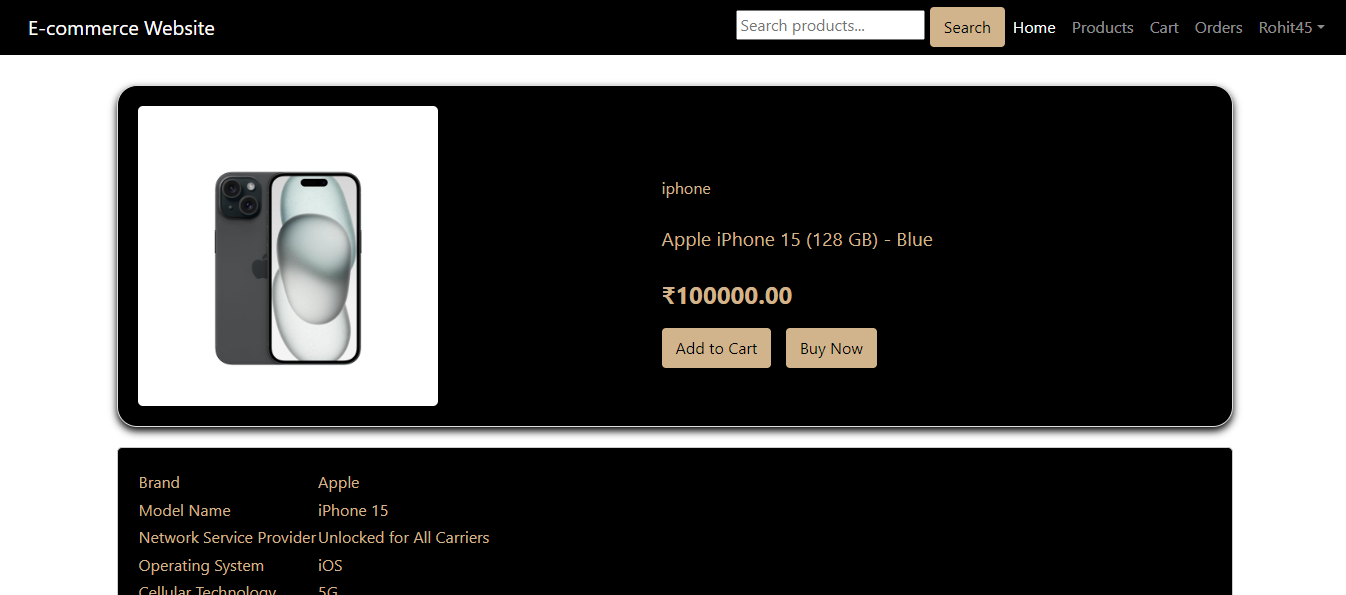 E-commerce Website
Search products...
Search
Home
Products
Cart
Orders
Rohit45
iphone
Apple iPhone 15 (128 GB) - Blue
₹100000.00
Add to Cart
Buy Now
Brand Apple
Model Name iPhone 15
Network Service Provider Unlocked for All Carriers
Operating System iOS
Cellular Technology 5G